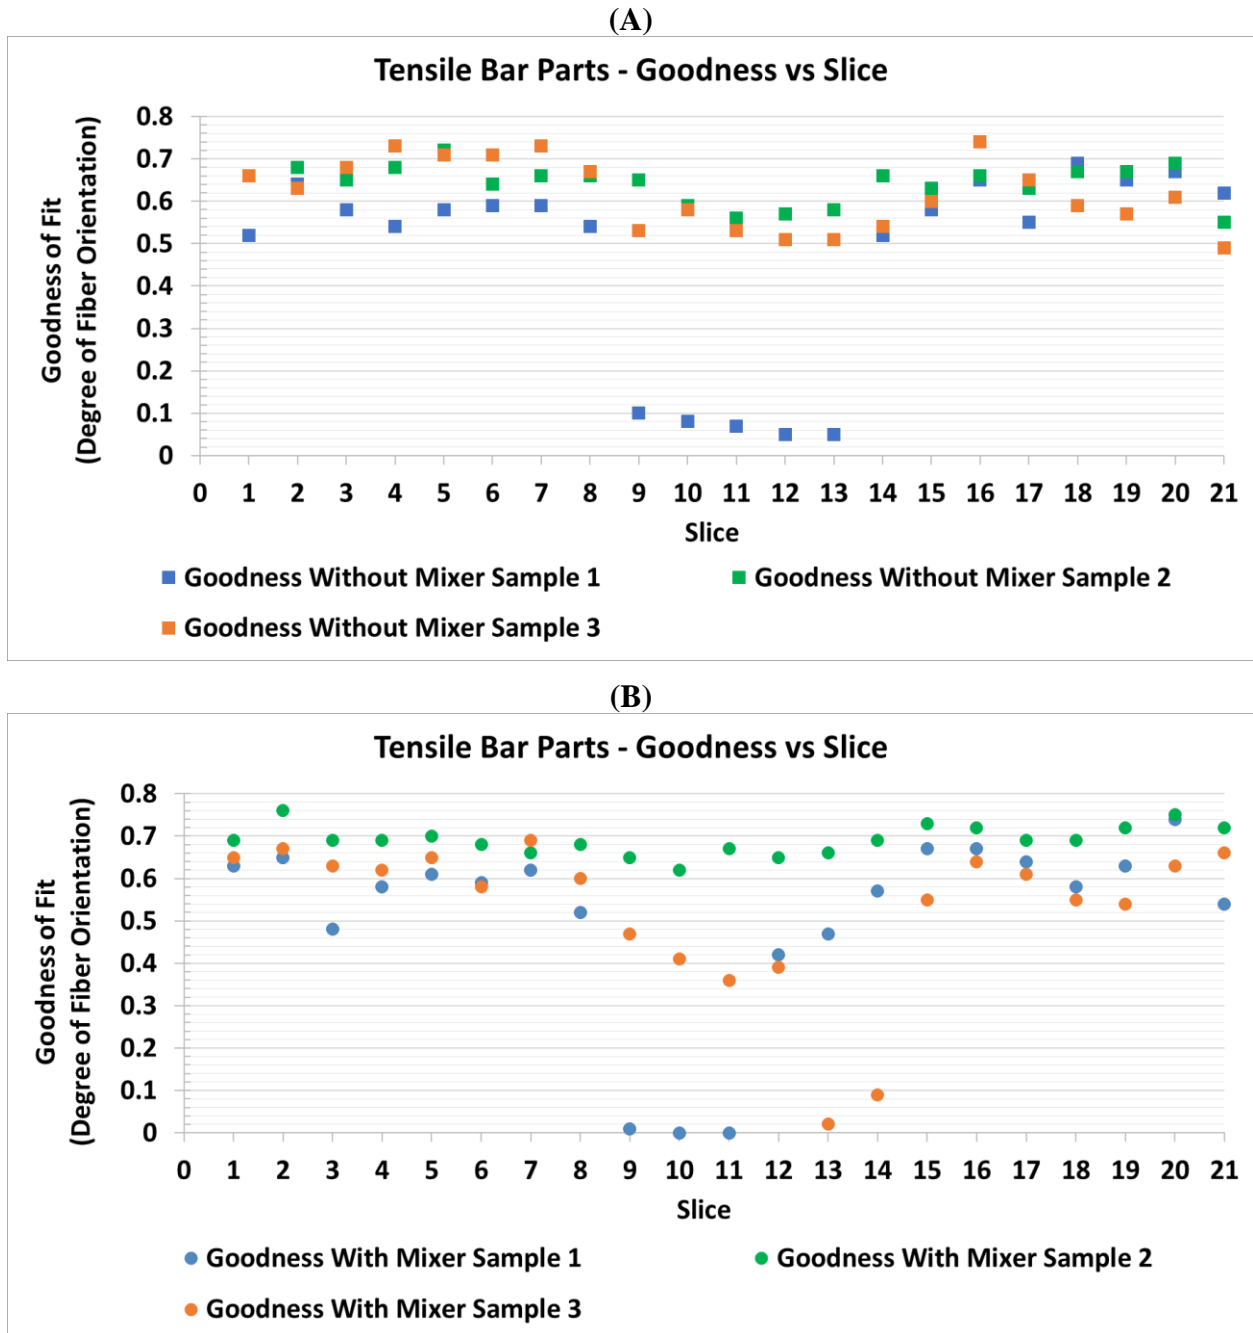 (A)
Tensile Bar Parts - Goodness vs Slice
Goodness of Fit
(Degree of Fiber Orientation)
0.8
0.7
0.6
0.5
0.4
0.3
0.2
0.1
0
0 1 2 3 4 5 6 7 8 9 10 11 12 13 14 15 16 17 18 19 20 21
Slice
Goodness Without Mixer Sample 1
Goodness Without Mixer Sample 2
Goodness Without Mixer Sample 3
(B)
Tensile Bar Parts - Goodness vs Slice
Goodness of Fit
(Degree of Fiber Orientation)
0.8
0.7
0.6
0.5
0.4
0.3
0.2
0.1
0
0 1 2 3 4 5 6 7 8 9 10 11 12 13 14 15 16 17 18 19 20 21
Slice
Goodness With Mixer Sample 1
Goodness With Mixer Sample 2
Goodness With Mixer Sample 3